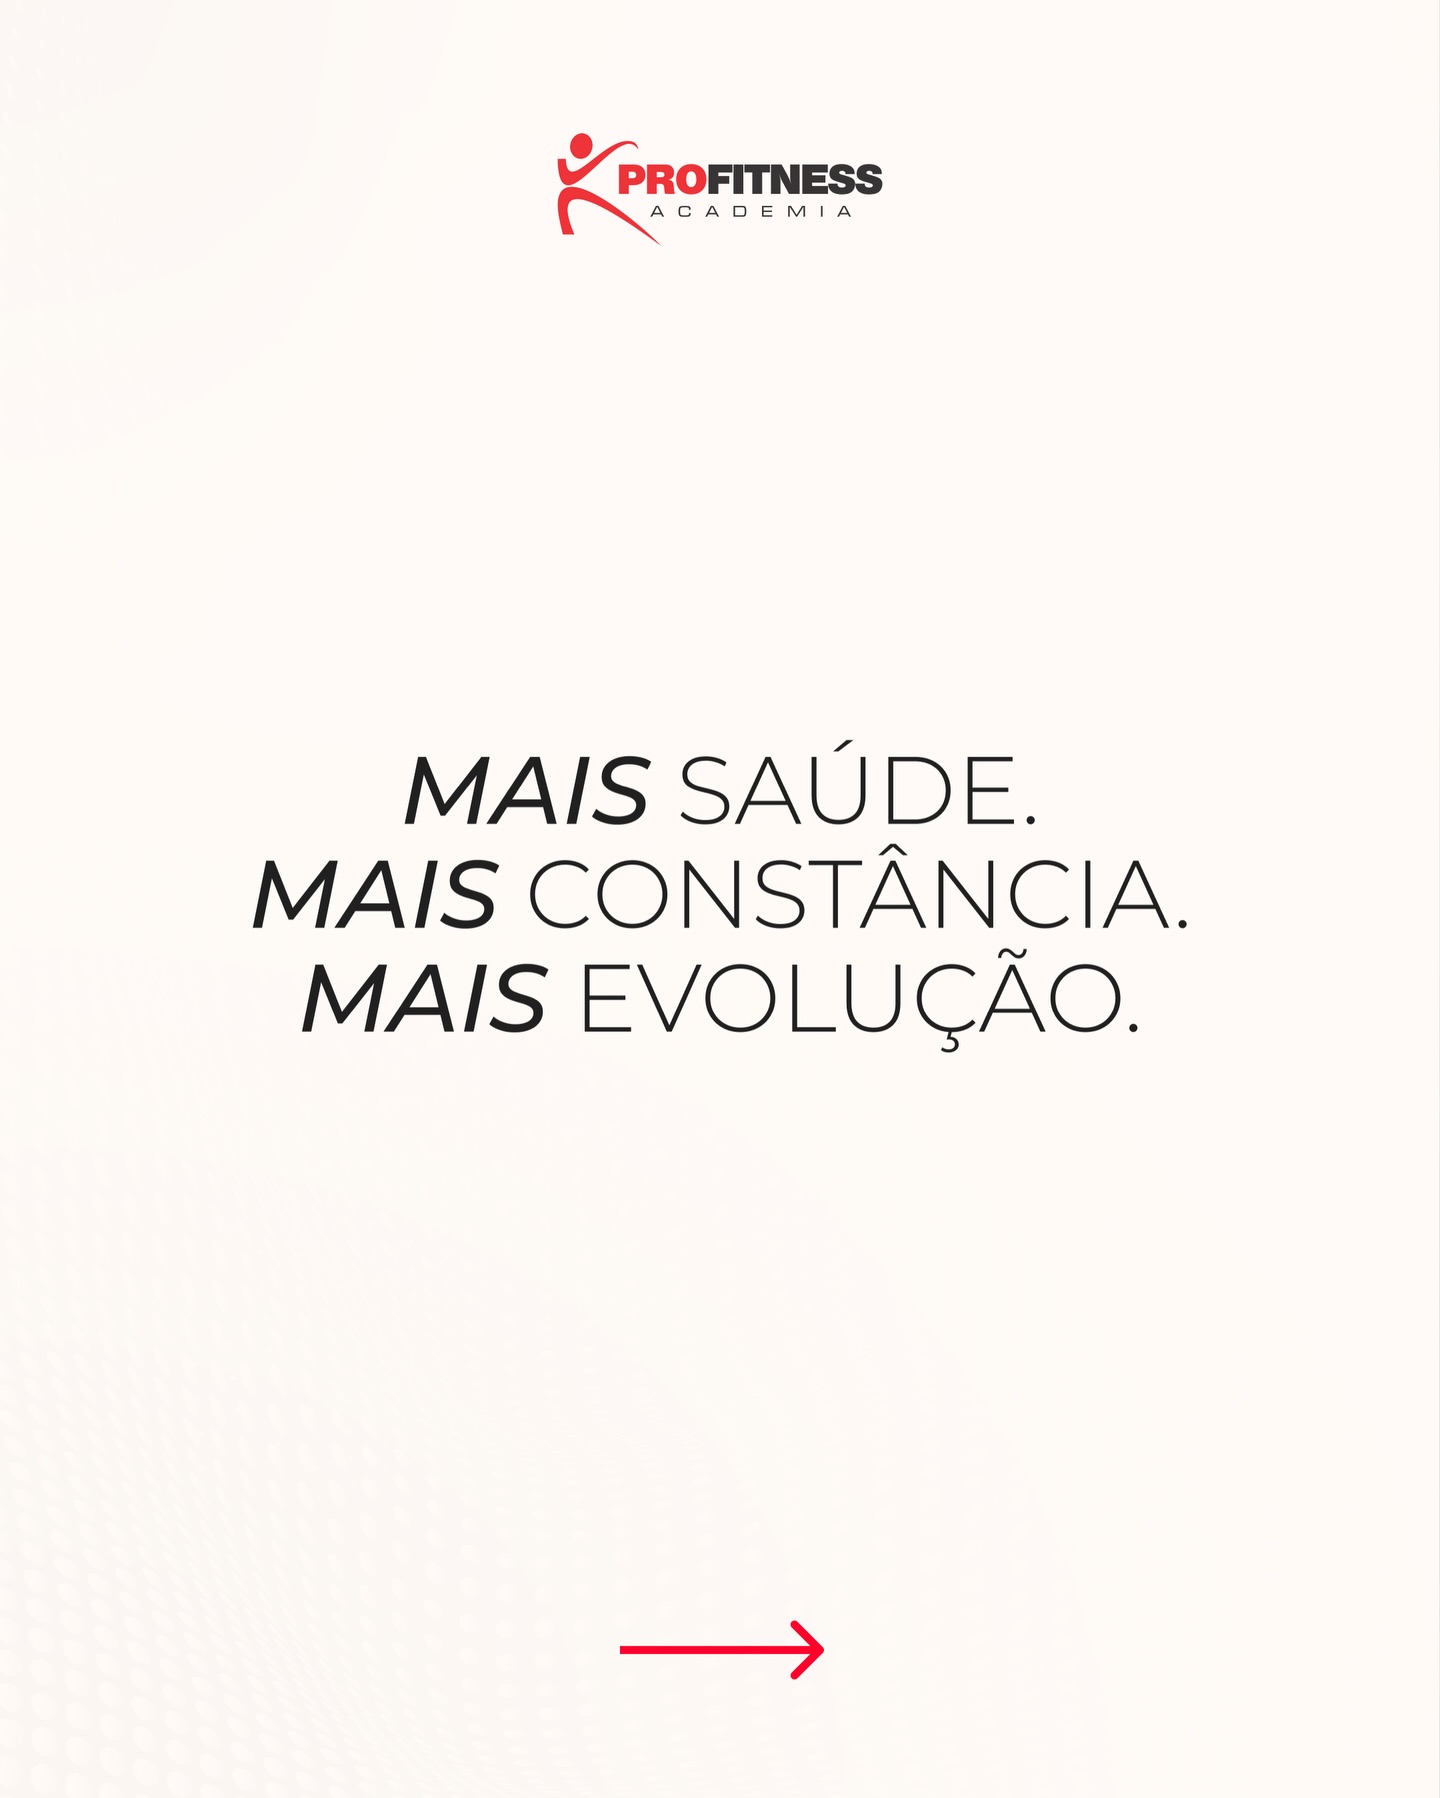 PROFITNESS
ACADEMIA
MAIS SAÚDE.
MAIS CONSTÂNCIA.
MAIS EVOLUÇÃO.